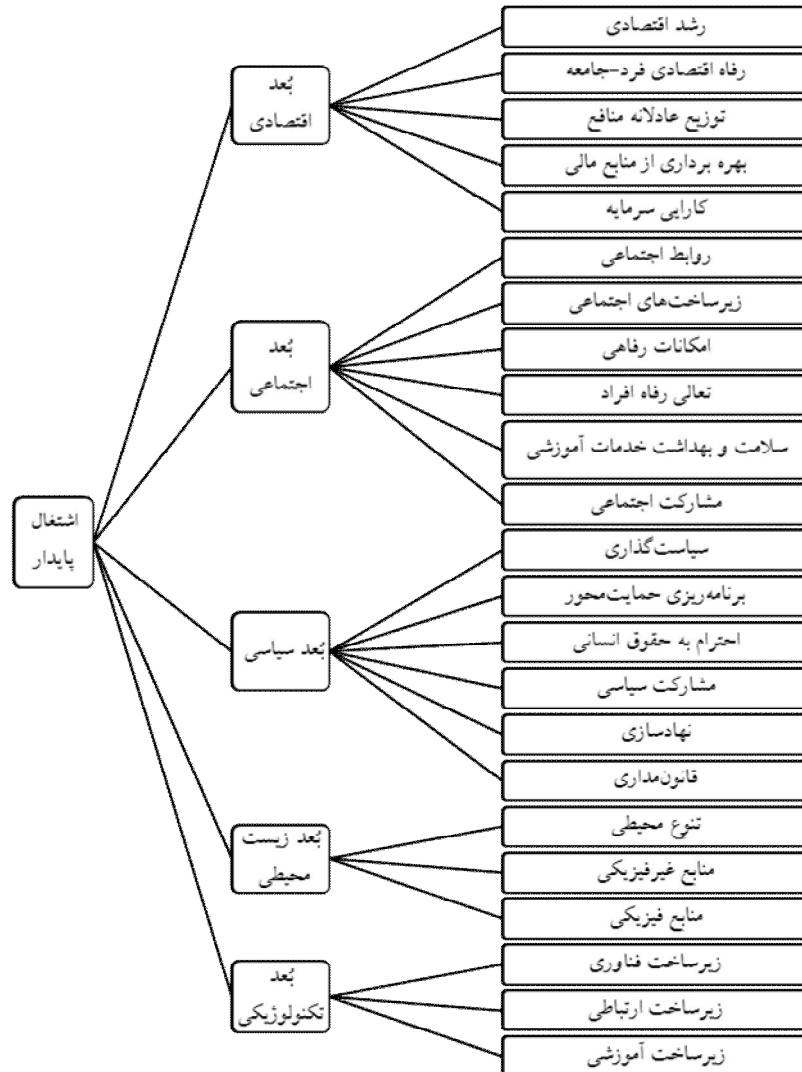 اشتغال
پایدار
بُعد
اقتصادی
رشد اقتصادی
رفاه اقتصادی فرد-جامعه
توزیع عادلانه منافع
بهره برداری از منابع مالی
کارایی سرمایه
بُعد
اجتماعی
روابط اجتماعی
زیرساخت‌های اجتماعی
امکانات رفاهی
تعالی رفاه افراد
سلامت و بهداشت خدمات آموزشی
مشارکت اجتماعی
بُعد سیاسی
سیاست‌گذاری
برنامه‌ریزی حمایت‌محور
احترام به حقوق انسانی
مشارکت سیاسی
نهادسازی
قانون‌مداری
بُعد زیست
محیطی
تنوع محیطی
منابع غیرفیزیکی
منابع فیزیکی
بُعد
تکنولوژیکی
زیرساخت فناوری
زیرساخت ارتباطی
زیرساخت آموزشی